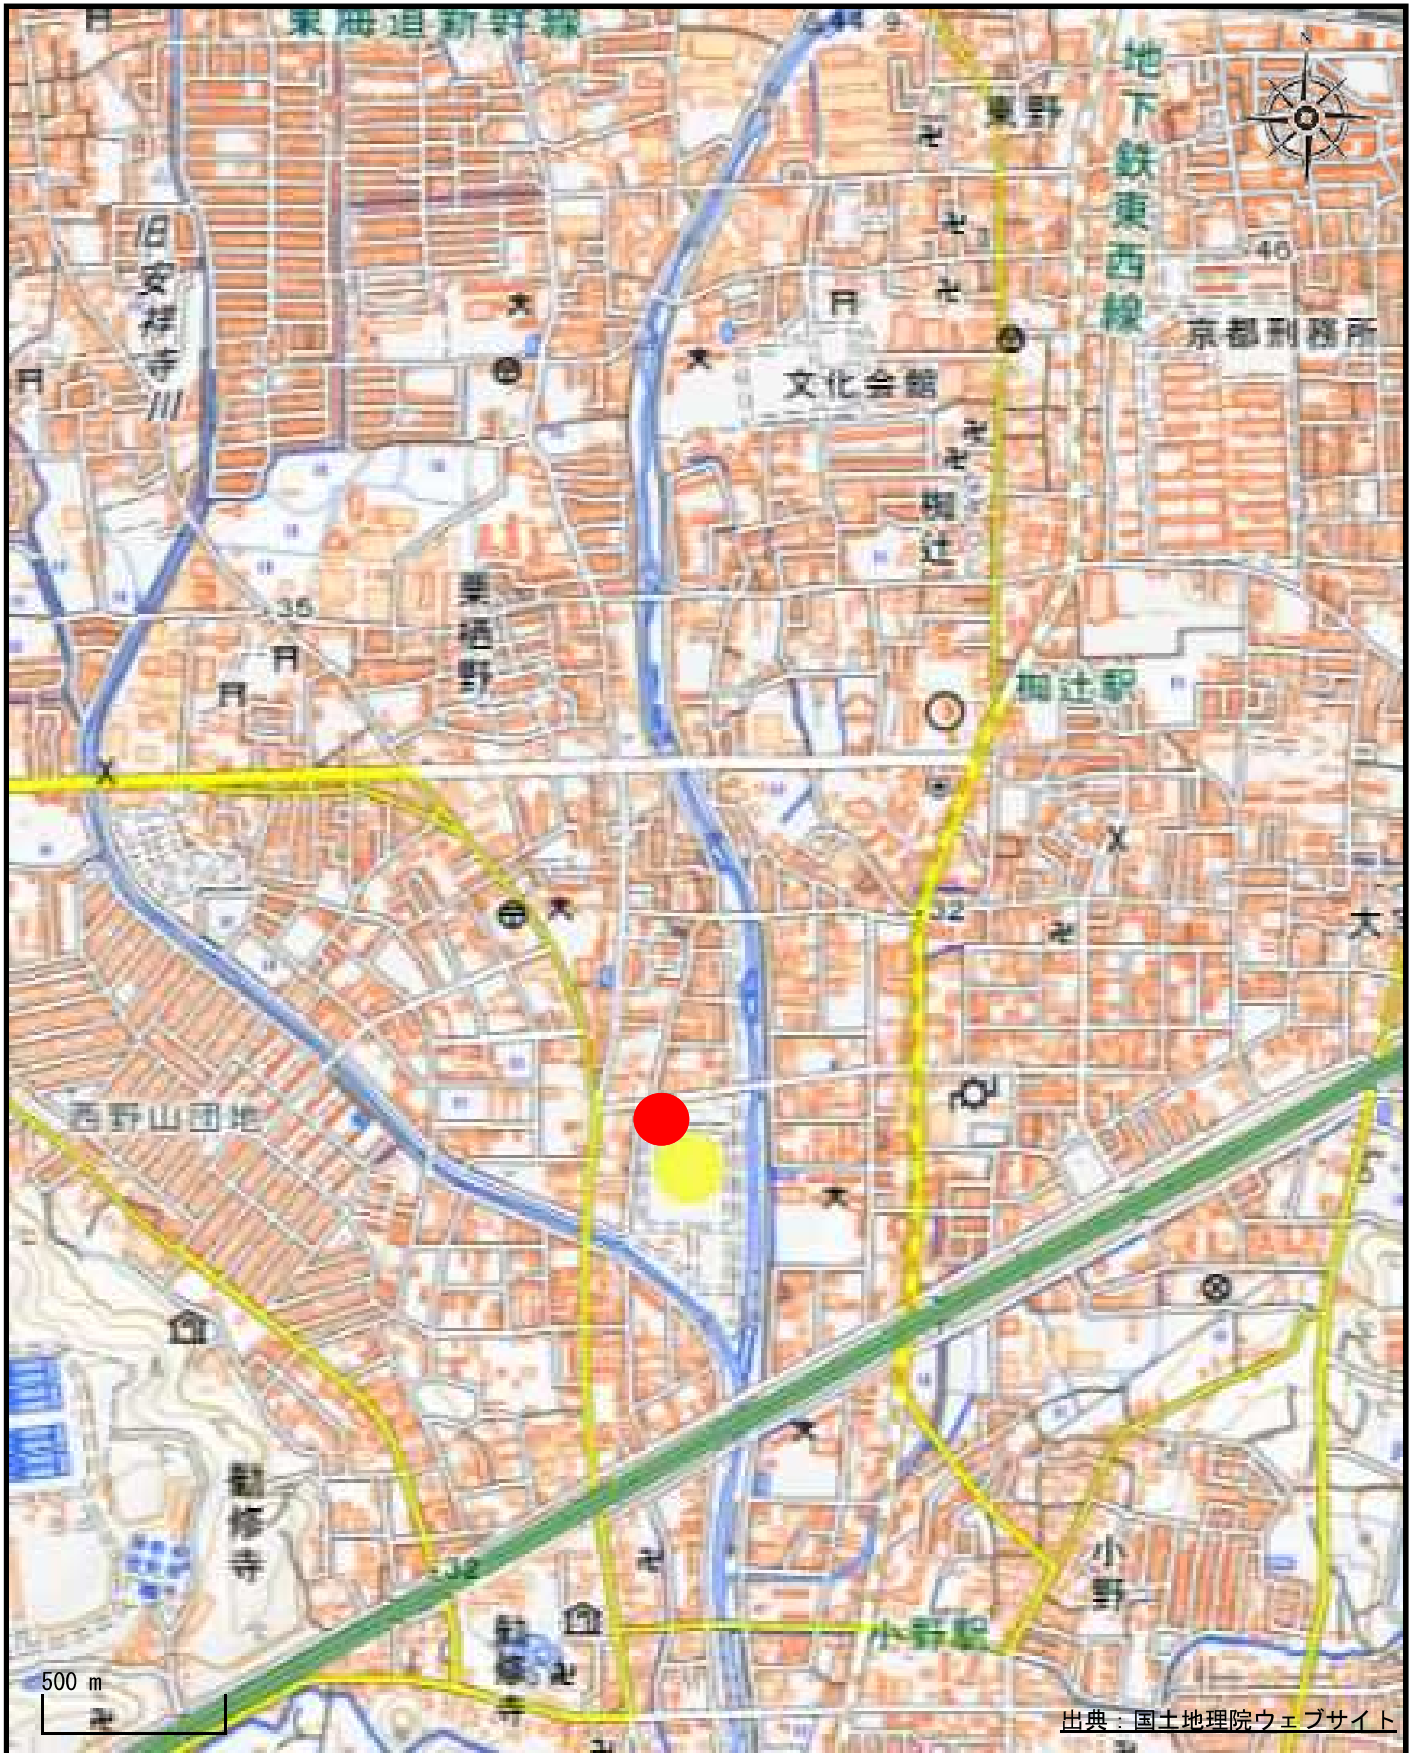 東海道新幹線
東野
地下鉄東西線
N
旧安祥寺川
40
京都刑務所
文化会館
椥辻
35
栗栖野
椥辻駅
32
大
西野山団地
勧修寺
32
小野
勧修寺
小野駅
500 m
出典：国土地理院ウェブサイト